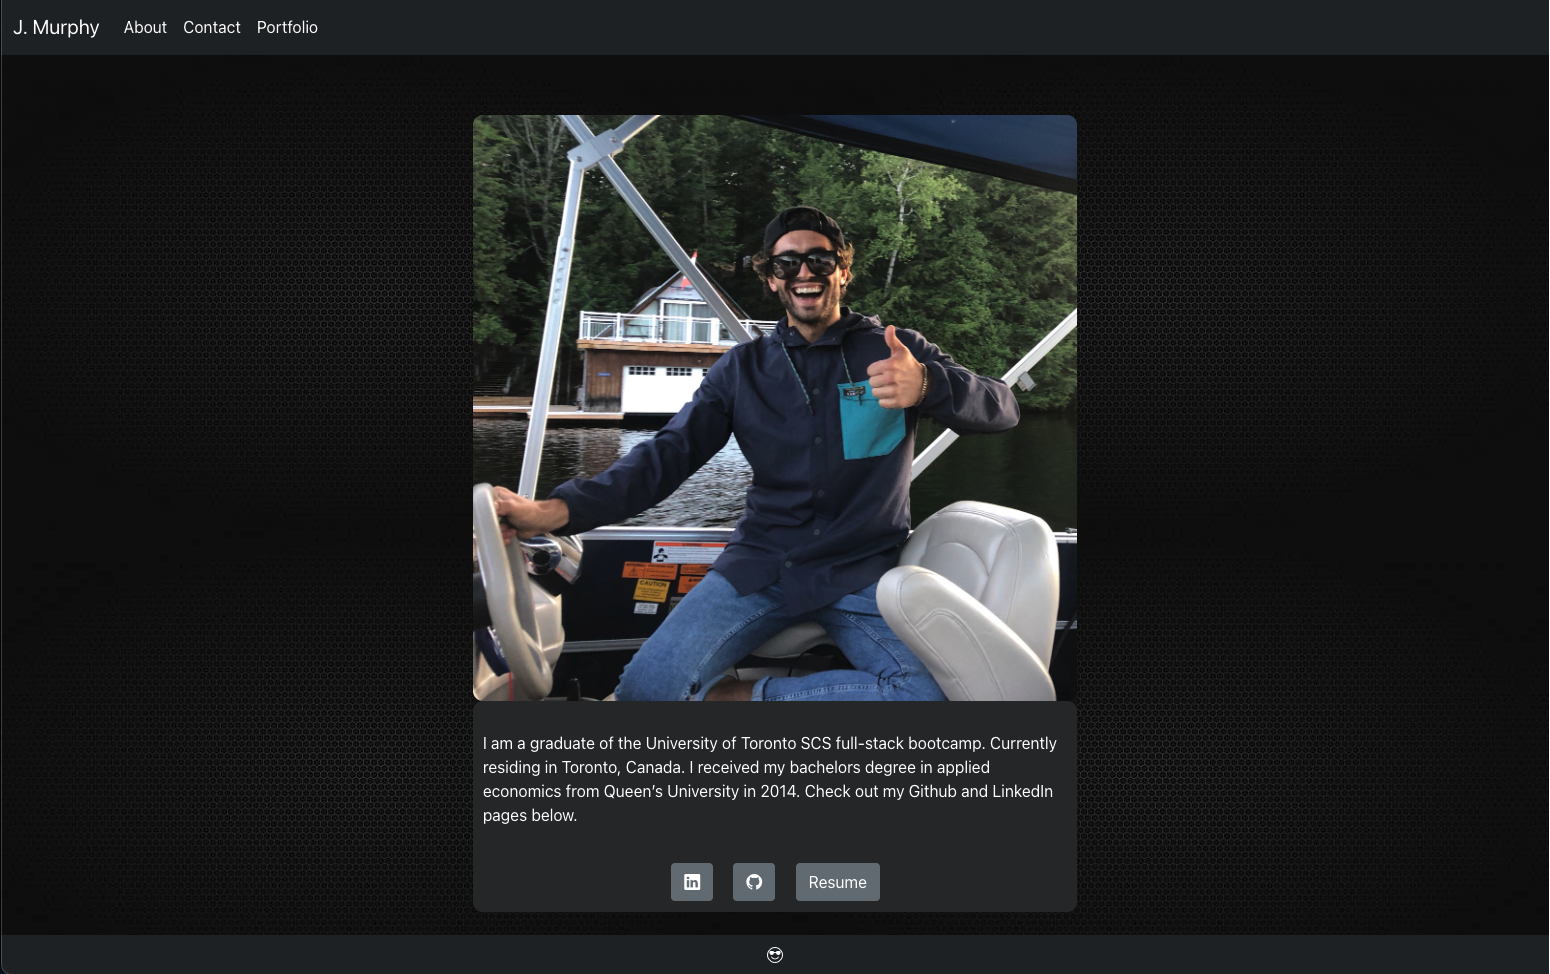 J. Murphy About Contact Portfolio
CAUTION
I am a graduate of the University of Toronto SCS full-stack bootcamp. Currently
residing in Toronto, Canada. I received my bachelors degree in applied
economics from Queen's University in 2014. Check out my Github and LinkedIn
pages below.
in
Resume